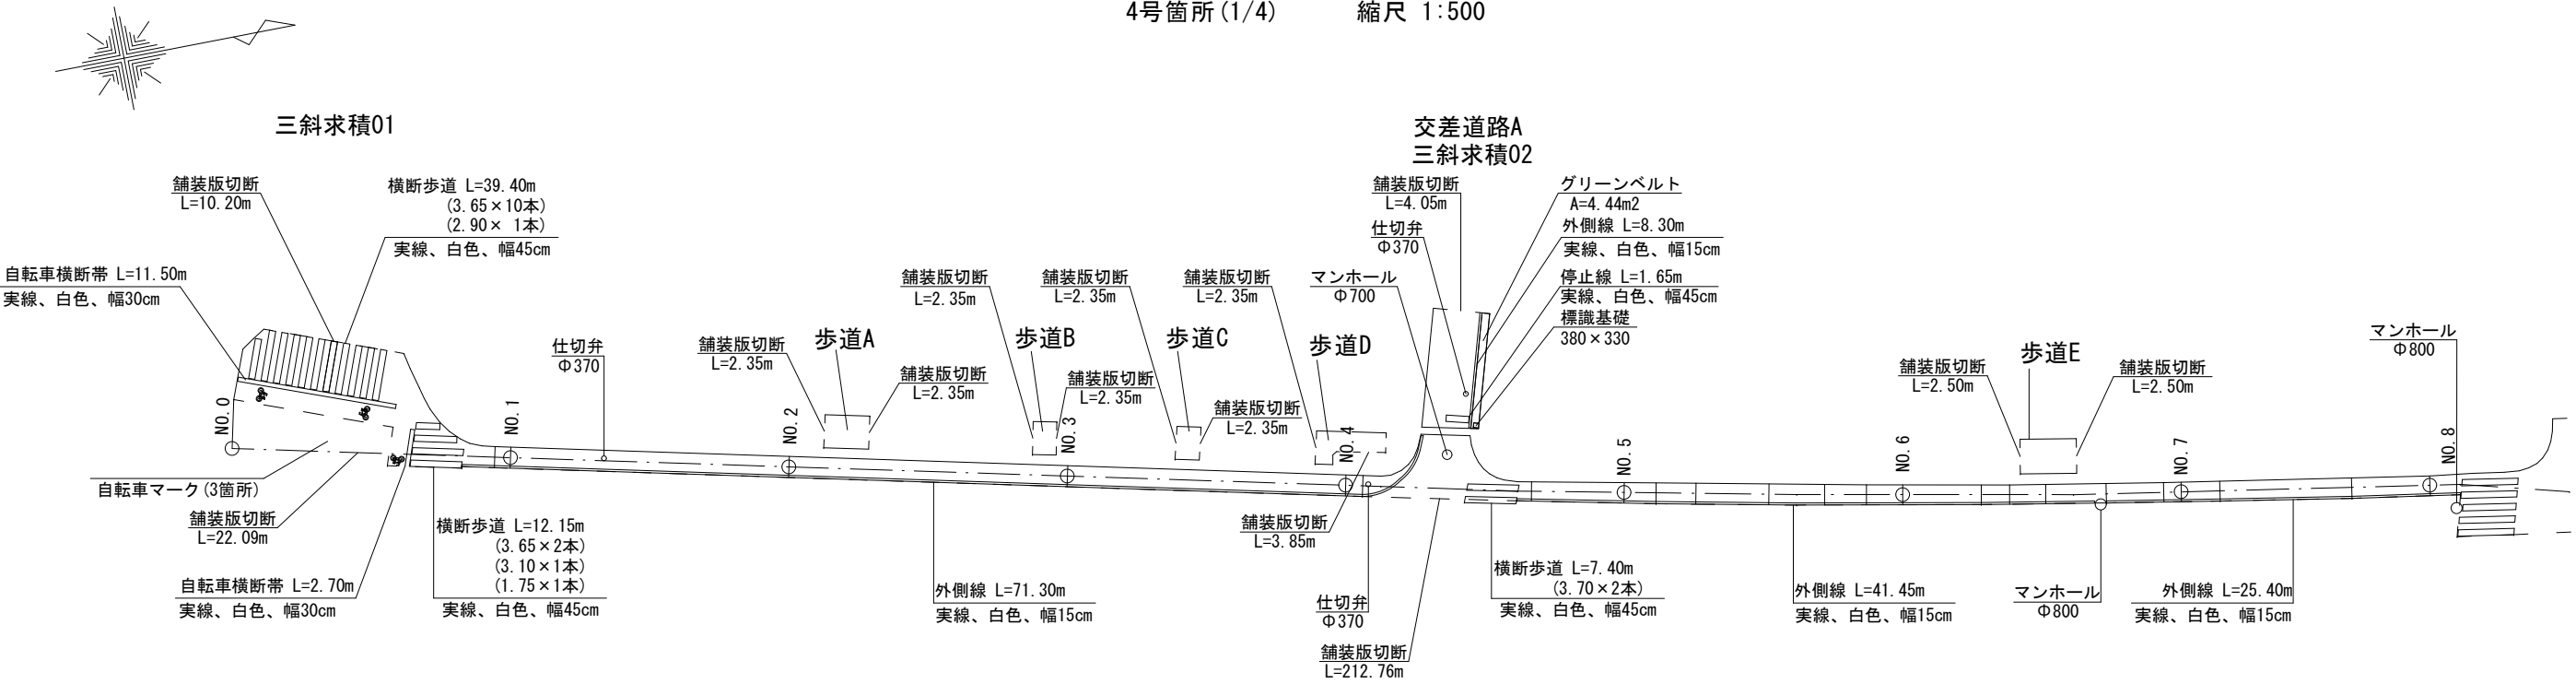 4号箇所(1/4)　縮尺 1:500
三斜求積01
交差道路A
三斜求積02
舗装版切断
L=10.20m
横断歩道 L=39.40m
(3.65×10本)
(2.90× 1本)
実線、白色、幅45cm
自転車横断帯 L=11.50m
実線、白色、幅30cm
仕切弁
Φ370
舗装版切断
L=2.35m
歩道A
舗装版切断
L=2.35m
舗装版切断
L=2.35m
歩道B
舗装版切断
L=2.35m
舗装版切断
L=2.35m
歩道C
舗装版切断
L=2.35m
舗装版切断
L=2.35m
歩道D
マンホール
Φ700
舗装版切断
L=4.05m
仕切弁
Φ370
グリーンベルト
A=4.44m2
外側線 L=8.30m
実線、白色、幅15cm
停止線 L=1.65m
実線、白色、幅45cm
標識基礎
380×330
舗装版切断
L=2.50m
歩道E
舗装版切断
L=2.50m
マンホール
Φ800
NO.0
NO.1
NO.2
NO.3
NO.4
NO.5
NO.6
NO.7
NO.8
自転車マーク(3箇所)
舗装版切断
L=22.09m
自転車横断帯 L=2.70m
実線、白色、幅30cm
横断歩道 L=12.15m
(3.65×2本)
(3.10×1本)
(1.75×1本)
実線、白色、幅45cm
外側線 L=71.30m
実線、白色、幅15cm
舗装版切断
L=3.85m
仕切弁
Φ370
舗装版切断
L=212.76m
横断歩道 L=7.40m
(3.70×2本)
実線、白色、幅45cm
外側線 L=41.45m
実線、白色、幅15cm
マンホール
Φ800
外側線 L=25.40m
実線、白色、幅15cm